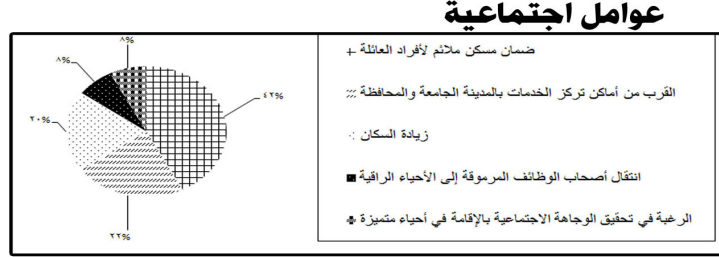 عوامل اجتماعية
٨%
٨%
٤٢%
٢٠%
٢٢%
ضمان مسكن ملائم لأفراد العائلة
القرب من أماكن تركز الخدمات بالمدينة الجامعة والمحافظة
زيادة السكان
انتقال أصحاب الوظائف المرموقة إلى الأحياء الراقية
الرغبة في تحقيق الوجاهة الاجتماعية بالإقامة في أحياء متميزة